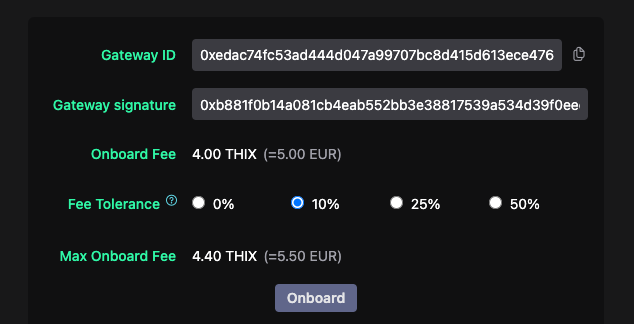 Gateway ID 0xedac74fc53ad444d047a99707bc8d415d613ece476
Gateway signature 0xb881f0b14a081cb4eab552bb3e38817539a534d39f0ee
Onboard Fee 4.00 THIX (=5.00 EUR)
Fee Tolerance ? 0% 10% 25% 50%
Max Onboard Fee 4.40 THIX (=5.50 EUR)
Onboard